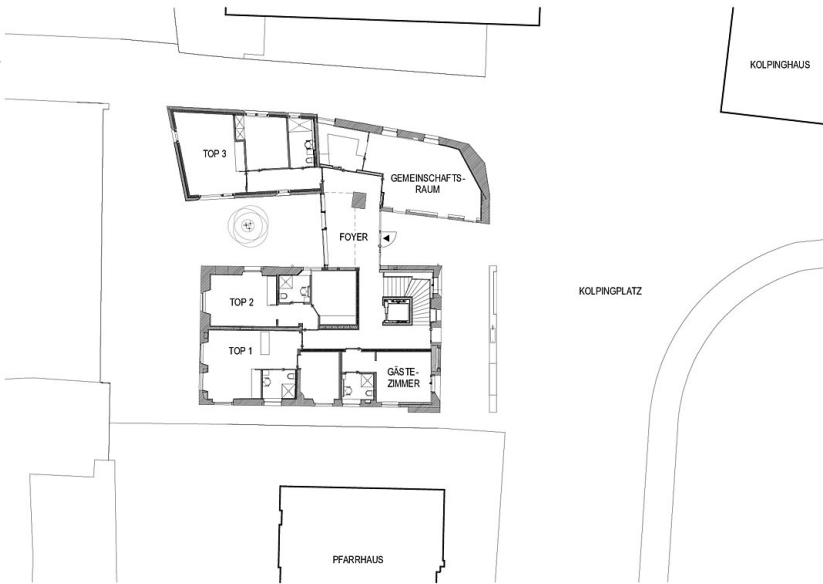 KOLPINGHAUS
TOP 3
GEMEINSCHAFTS-
RAUM
FOYER
KOLPINGPLATZ
TOP 2
TOP 1
GÄSTE-
ZIMMER
PFARRHAUS